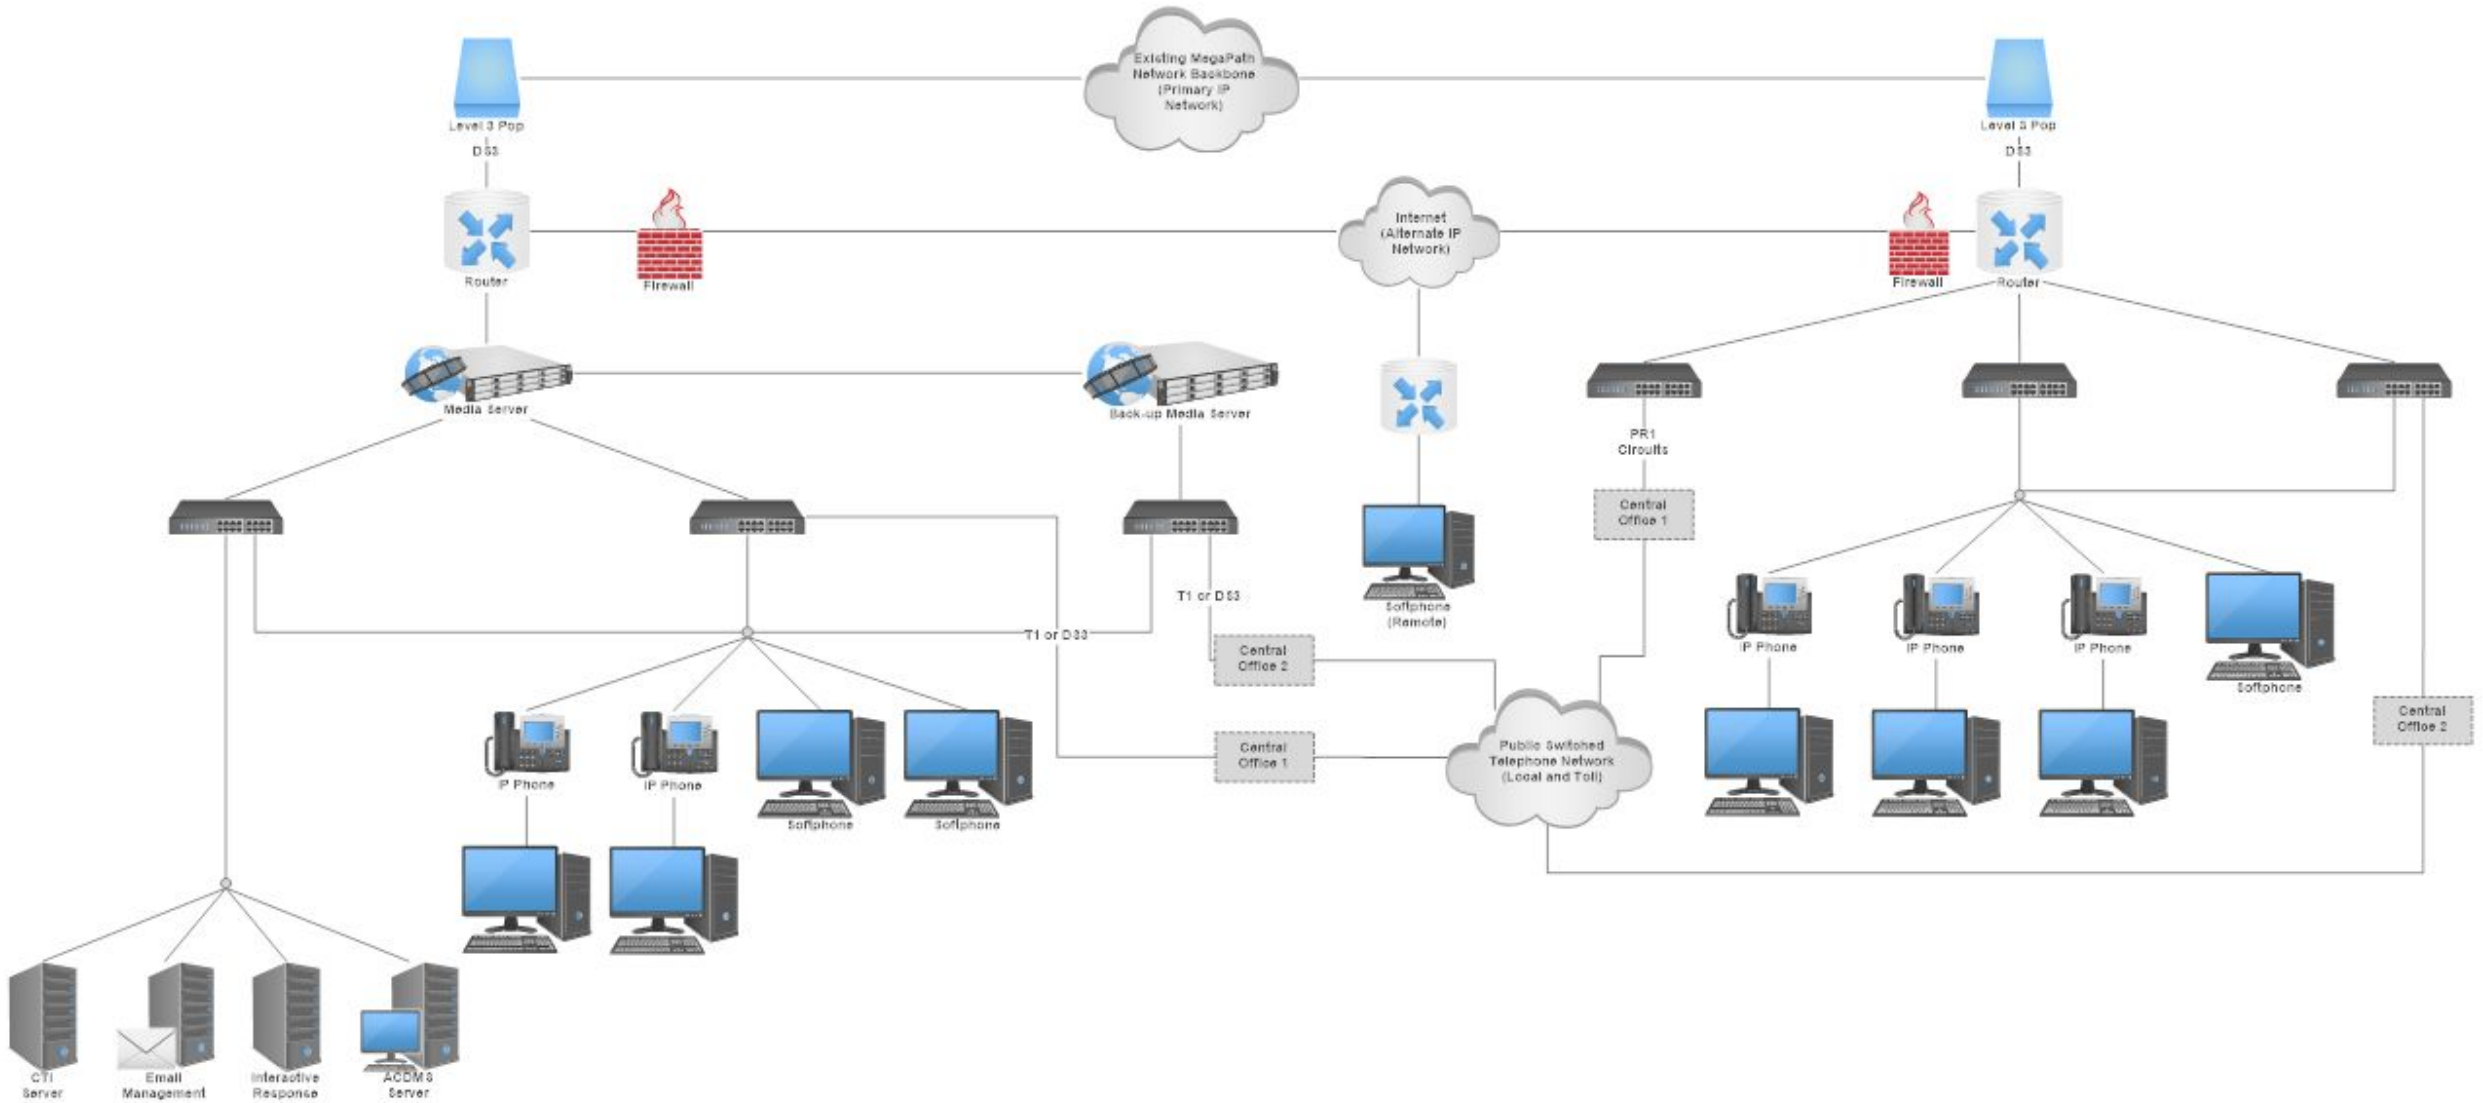 Existing MegaPath
Network Backbone
(Primary IP
Network)
Level 3 Pop
Level 3 Pop
DS3
DS3
Internet
(Alternate IP
Network)
Router
Firewall
Firewall
Router
Media Server
Back-up Media Server
PR1
Circuits
Central
Office 1
T1 or DS3
Softphone
(Remote)
T1 or DS3
Central
Office 2
IP Phone
IP Phone
IP Phone
Softphone
Central
Office 2
Central
Office 1
Public Switched
Telephone Network
(Local and Toll)
IP Phone
IP Phone
Softphone
Softphone
CTI
Server
Email
Management
Interactive
Response
ACDMS
Server